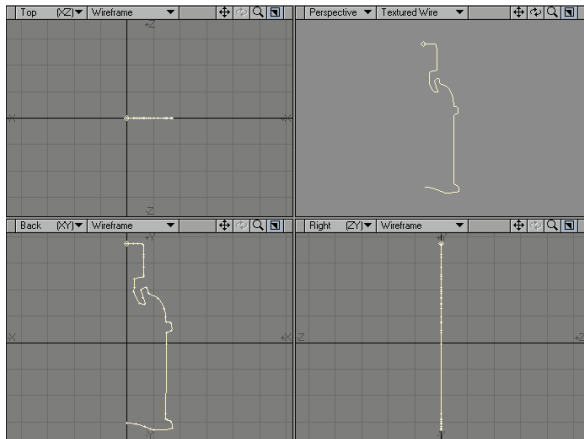 Top (XZ) Wireframe
Perspective Textured Wire
+Z
-X +X
-Z
Back (XY) Wireframe
Right (ZY) Wireframe
+Y +Y
-X +X -Z +Z
-Y -Y